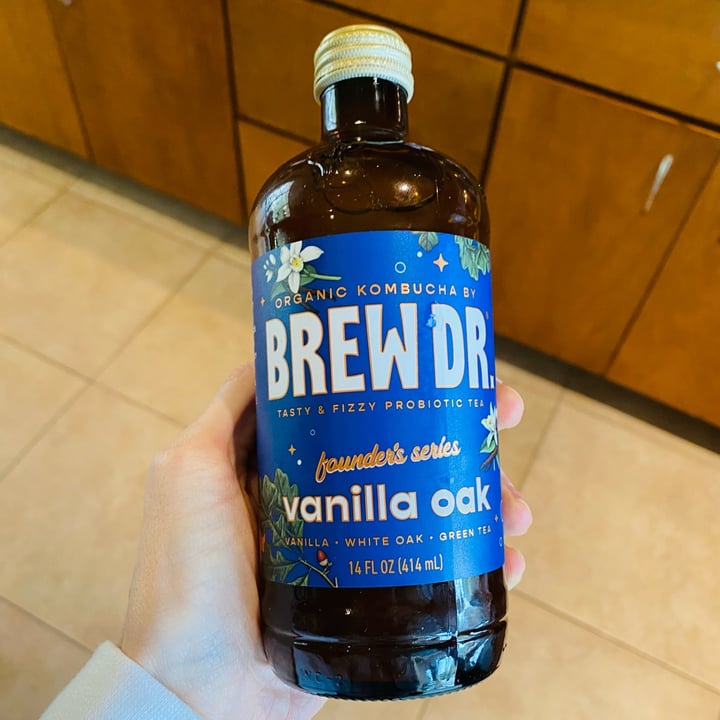 ORGANIC KOMBUCHA BY
BREW DR.
TASTY & FIZZY PROBIOTIC TEA
founder's series
vanilla oak
VANILLA • WHITE OAK • GREEN TEA
14 FL OZ (414 mL)